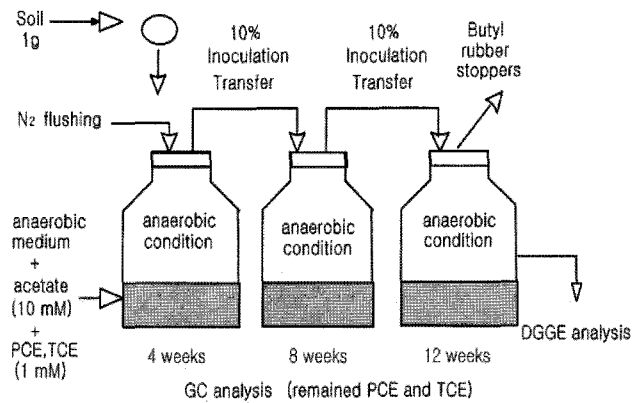 Soil
1g
10%
Inoculation
Transfer
10%
Inoculation
Transfer
Butyl
rubber
stoppers
N2 flushing
anaerobic
condition
anaerobic
condition
anaerobic
condition
anaerobic
medium
+
acetate
(10 mM)
+
PCE,TCE
(1 mM)
4 weeks
8 weeks
12 weeks
DGGE analysis
GC analysis (remained PCE and TCE)